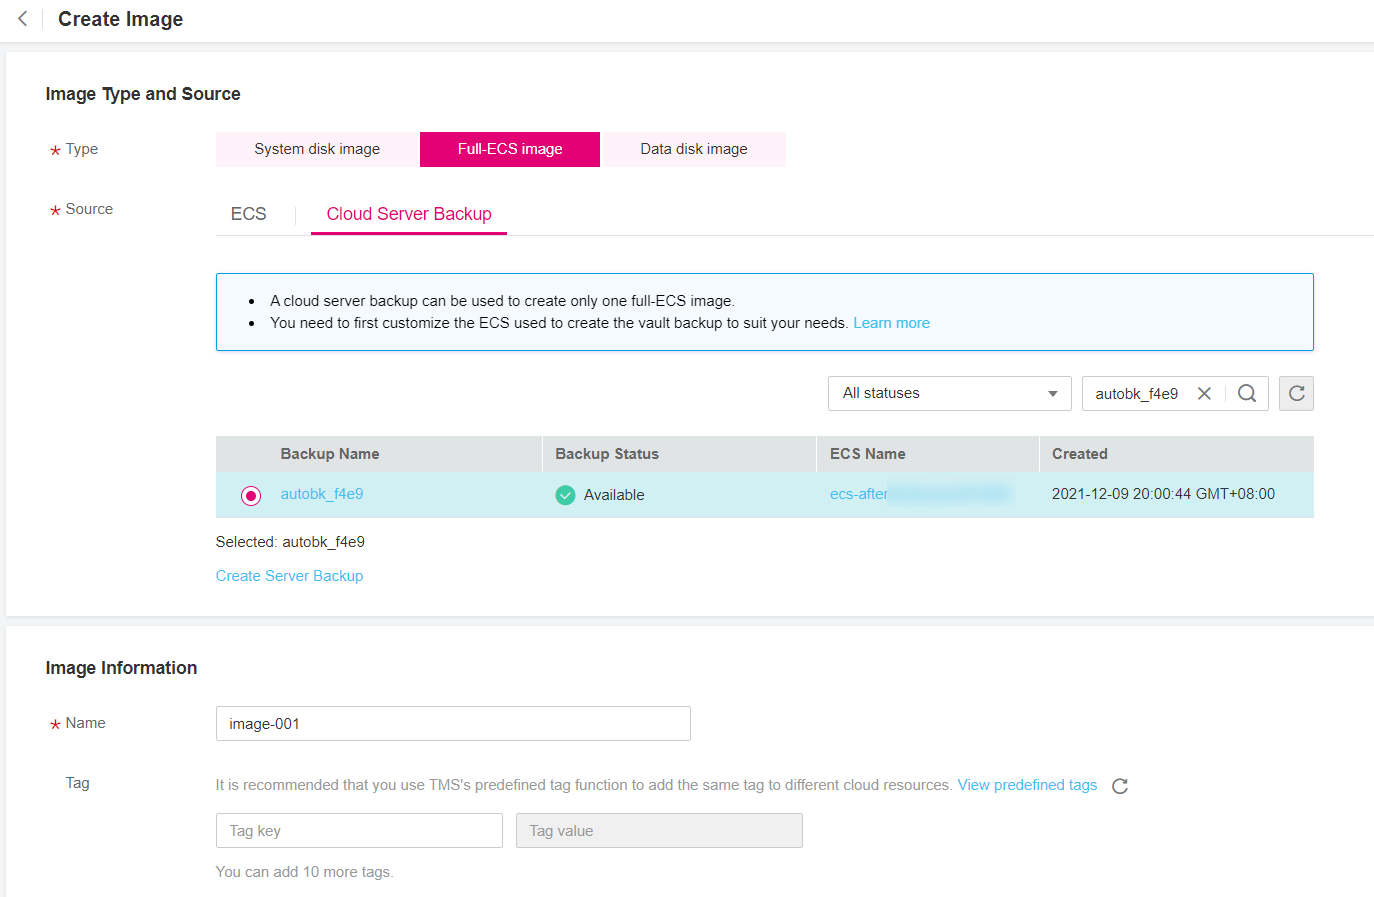 Create Image
Image Type and Source
* Type
System disk image
Full-ECS image
Data disk image
* Source
ECS
Cloud Server Backup
• A cloud server backup can be used to create only one full-ECS image.
• You need to first customize the ECS used to create the vault backup to suit your needs. Learn more
All statuses
autobk_f4e9
Backup Name
Backup Status
ECS Name
Created
autobk_f4e9
Available
ecs-after
2021-12-09 20:00:44 GMT+08:00
Selected: autobk_f4e9
Create Server Backup
Image Information
* Name
image-001
Tag
It is recommended that you use TMS's predefined tag function to add the same tag to different cloud resources. View predefined tags
Tag key
Tag value
You can add 10 more tags.